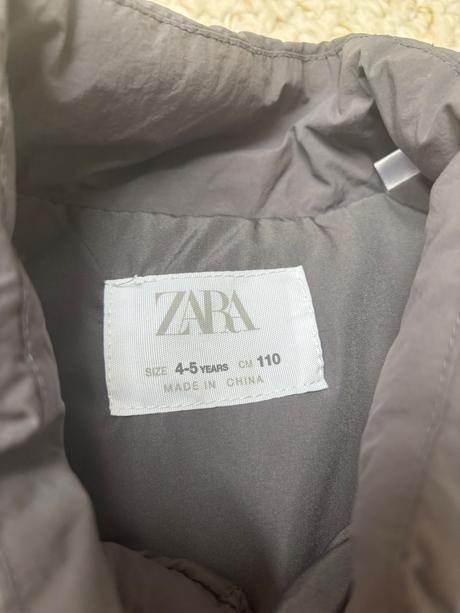 ZARA
SIZE 4-5 YEARS CM 110
MADE IN CHINA